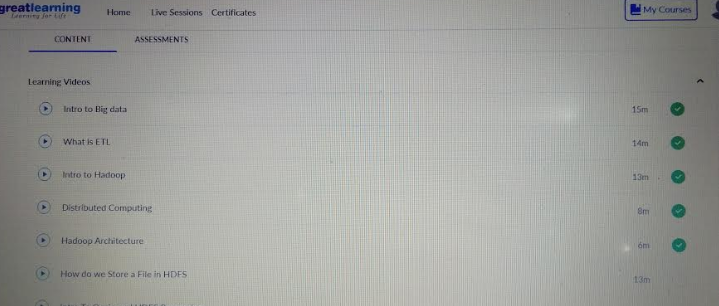 greatlearning
Learning for Life
Home Live Sessions Certificates My Courses
CONTENT ASSESSMENTS
Learning Videos
Intro to Big data 15m
What is ETL 14m
Intro to Hadoop 13m
Distributed Computing 8m
Hadoop Architecture 6m
How do we Store a File in HDFS 13m